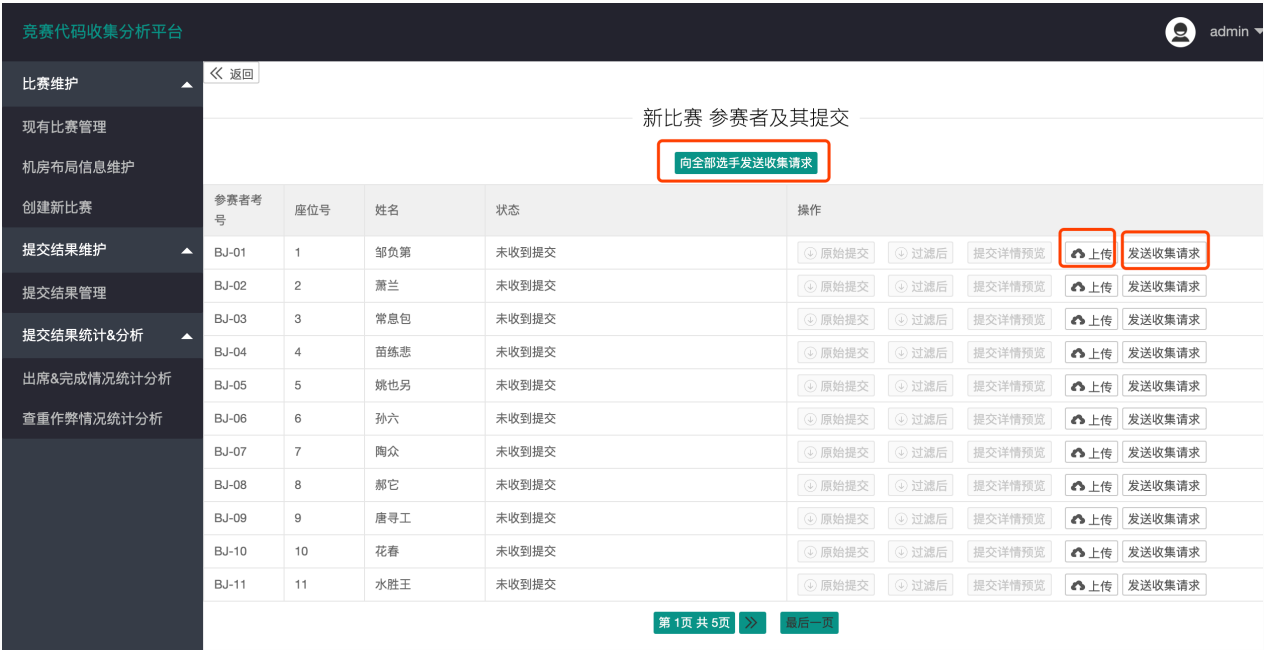 竞赛代码收集分析平台
admin
比赛维护
现有比赛管理
机房布局信息维护
创建新比赛
提交结果维护
提交结果管理
提交结果统计&分析
出席&完成情况统计分析
查重作弊情况统计分析
返回
新比赛 参赛者及其提交
向全部选手发送收集请求
参赛者考号 座位号 姓名 状态 操作
BJ-01 1 邹负第 未收到提交 原始提交 过滤后 提交详情预览 上传 发送收集请求
BJ-02 2 萧兰 未收到提交 原始提交 过滤后 提交详情预览 上传 发送收集请求
BJ-03 3 常息包 未收到提交 原始提交 过滤后 提交详情预览 上传 发送收集请求
BJ-04 4 苗练悲 未收到提交 原始提交 过滤后 提交详情预览 上传 发送收集请求
BJ-05 5 姚也另 未收到提交 原始提交 过滤后 提交详情预览 上传 发送收集请求
BJ-06 6 孙六 未收到提交 原始提交 过滤后 提交详情预览 上传 发送收集请求
BJ-07 7 陶众 未收到提交 原始提交 过滤后 提交详情预览 上传 发送收集请求
BJ-08 8 郝它 未收到提交 原始提交 过滤后 提交详情预览 上传 发送收集请求
BJ-09 9 唐寻工 未收到提交 原始提交 过滤后 提交详情预览 上传 发送收集请求
BJ-10 10 花春 未收到提交 原始提交 过滤后 提交详情预览 上传 发送收集请求
BJ-11 11 水胜王 未收到提交 原始提交 过滤后 提交详情预览 上传 发送收集请求
第 1页 共 5页 最后一页